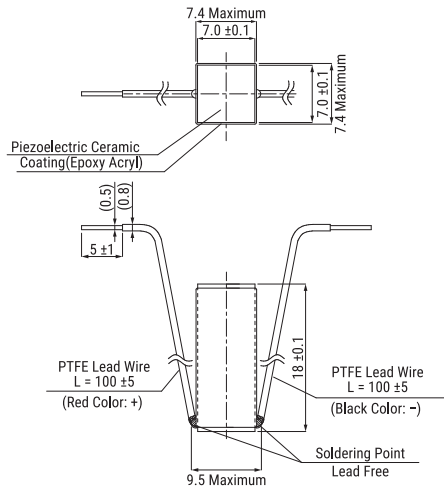 7.4 Maximum
7.0 ±0.1
7.0 ±0.1
7.4 Maximum
Piezoelectric Ceramic
Coating(Epoxy Acryl)
(0.5)
(0.8)
5 ±1
18 ±0.1
PTFE Lead Wire
L = 100 ±5
(Red Color: +)
PTFE Lead Wire
L = 100 ±5
(Black Color: −)
Soldering Point
Lead Free
9.5 Maximum